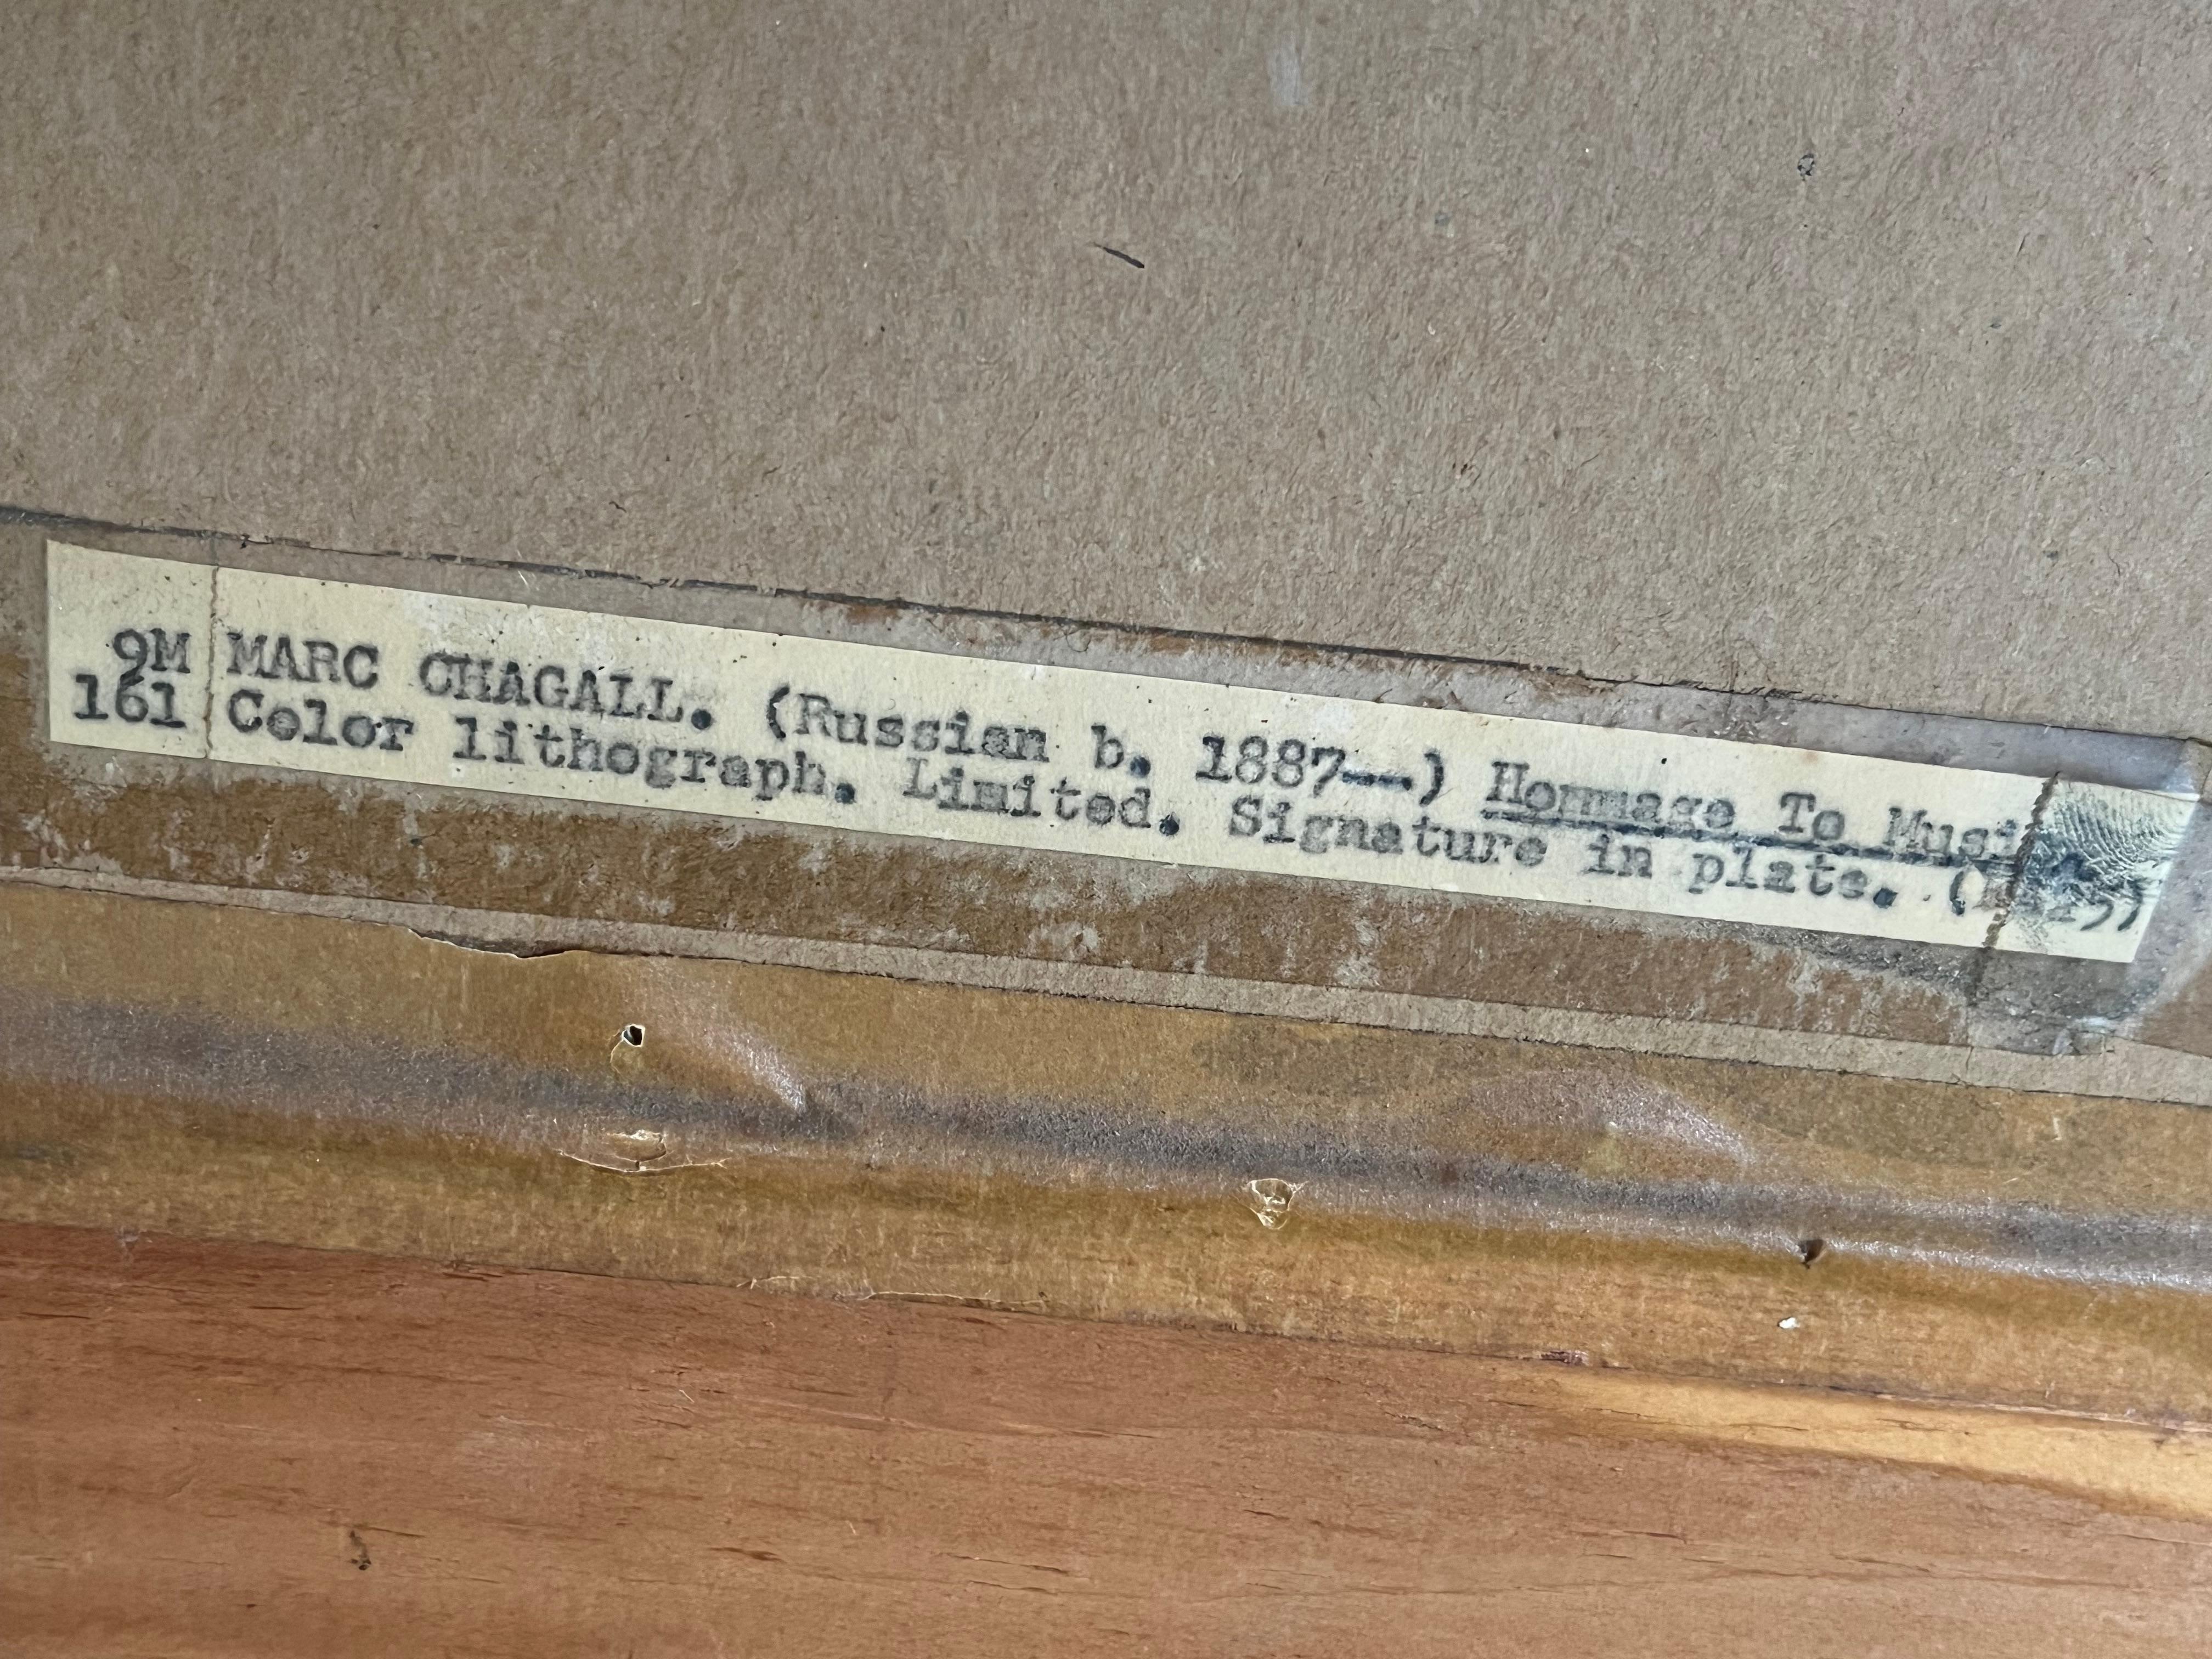 9M MARC CHAGALL. (Russian b. 1887--) Hommage To
161 Color lithograph. Limited. Signature in plate.